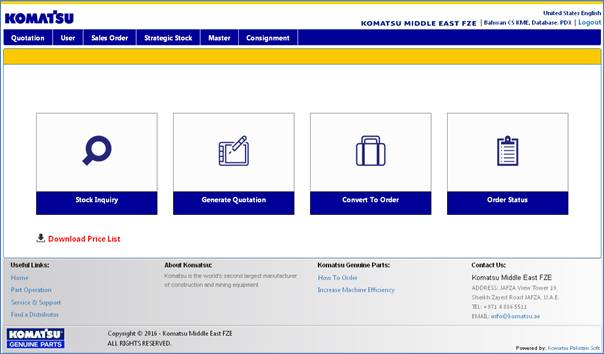 KOMATSU
United States English
KOMATSU MIDDLE EAST FZE | Bahman CS KME, Database: PDX | Logout
Quotation User Sales Order Strategic Stock Master Consignment
Stock Inquiry Generate Quotation Convert To Order Order Status
Download Price List
Useful Links:
Home
Part Operation
Service & Support
Find a Distributor
About Komatsu:
Komatsu is the world's second largest manufacturer
of construction and mining equipment
Komatsu Genuine Parts:
How To Order
Increase Machine Efficiency
Contact Us:
Komatsu Middle East FZE
ADDRESS: JAFZA View Tower 19,
Sheikh Zayed Road JAFZA, U.A.E.
TEL: +971 4 884-5511
EMAIL: info@komatsu.ae
KOMATSU
GENUINE PARTS
Copyright © 2016 - Komatsu Middle East FZE
ALL RIGHTS RESERVED.
Powered by: Komatsu Pakistan Soft